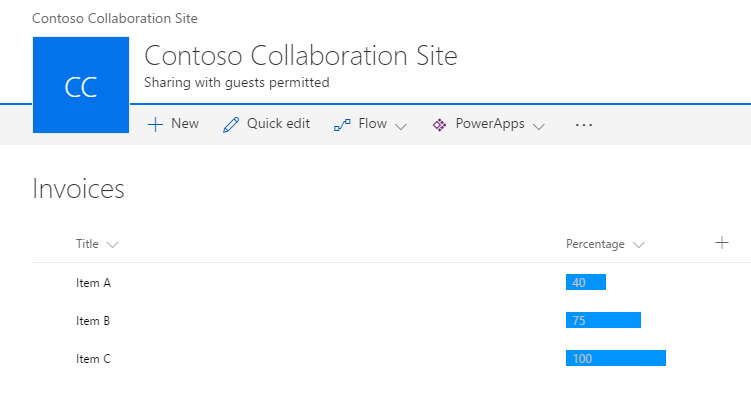 Contoso Collaboration Site
CC
Contoso Collaboration Site
Sharing with guests permitted
New Quick edit Flow PowerApps ...
Invoices
Title Percentage
Item A 40
Item B 75
Item C 100